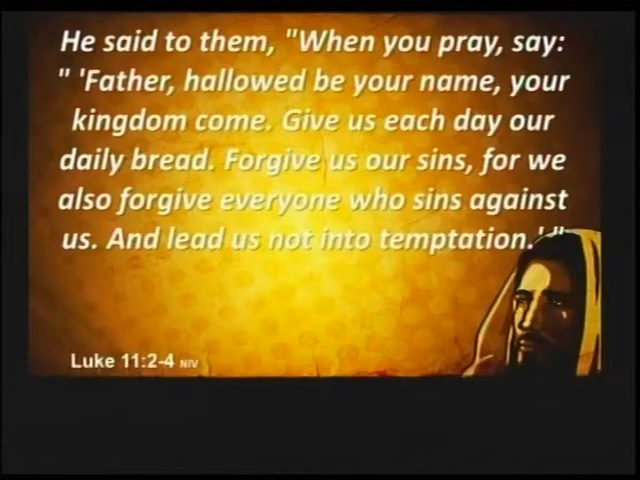 He said to them, "When you pray, say:
" 'Father, hallowed be your name, your
kingdom come. Give us each day our
daily bread. Forgive us our sins, for we
also forgive everyone who sins against
us. And lead us not into temptation.' "
Luke 11:2-4 NIV